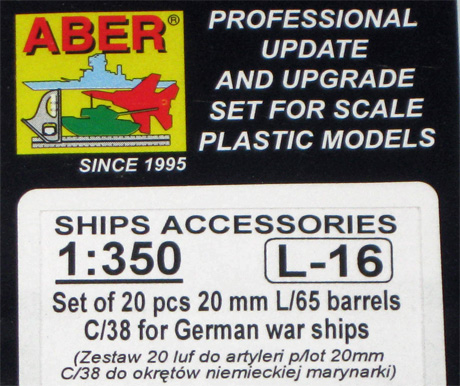 ABER®
SINCE 1995
PROFESSIONAL
UPDATE
AND UPGRADE
SET FOR SCALE
PLASTIC MODELS
SHIPS ACCESSORIES
1:350 L-16
Set of 20 pcs 20 mm L/65 barrels
C/38 for German war ships
(Zestaw 20 luf do artyleri p/lot 20mm
C/38 do okrętów niemieckiej marynarki)